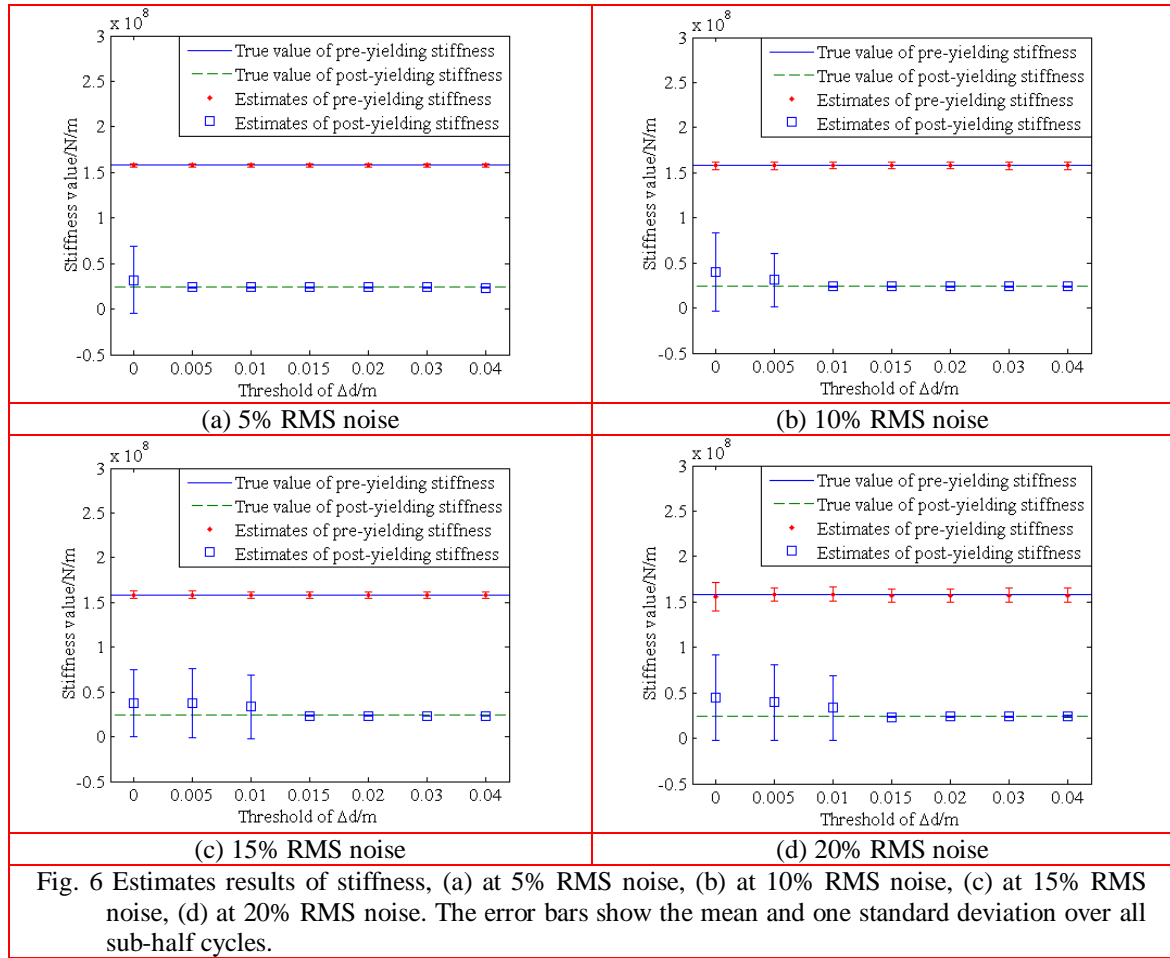 x 10⁸
3
2.5
2
1.5
1
0.5
0
-0.5
Stiffness value/N/m
True value of pre-yielding stiffness
True value of post-yielding stiffness
Estimates of pre-yielding stiffness
Estimates of post-yielding stiffness
0 0.005 0.01 0.015 0.02 0.03 0.04
Threshold of Δd/m
(a) 5% RMS noise
x 10⁸
3
2.5
2
1.5
1
0.5
0
-0.5
Stiffness value/N/m
True value of pre-yielding stiffness
True value of post-yielding stiffness
Estimates of pre-yielding stiffness
Estimates of post-yielding stiffness
0 0.005 0.01 0.015 0.02 0.03 0.04
Threshold of Δd/m
(b) 10% RMS noise
x 10⁸
3
2.5
2
1.5
1
0.5
0
-0.5
Stiffness value/N/m
True value of pre-yielding stiffness
True value of post-yielding stiffness
Estimates of pre-yielding stiffness
Estimates of post-yielding stiffness
0 0.005 0.01 0.015 0.02 0.03 0.04
Threshold of Δd/m
(c) 15% RMS noise
x 10⁸
3
2.5
2
1.5
1
0.5
0
-0.5
Stiffness value/N/m
True value of pre-yielding stiffness
True value of post-yielding stiffness
Estimates of pre-yielding stiffness
Estimates of post-yielding stiffness
0 0.005 0.01 0.015 0.02 0.03 0.04
Threshold of Δd/m
(d) 20% RMS noise
Fig. 6 Estimates results of stiffness, (a) at 5% RMS noise, (b) at 10% RMS noise, (c) at 15% RMS
noise, (d) at 20% RMS noise. The error bars show the mean and one standard deviation over all
sub-half cycles.